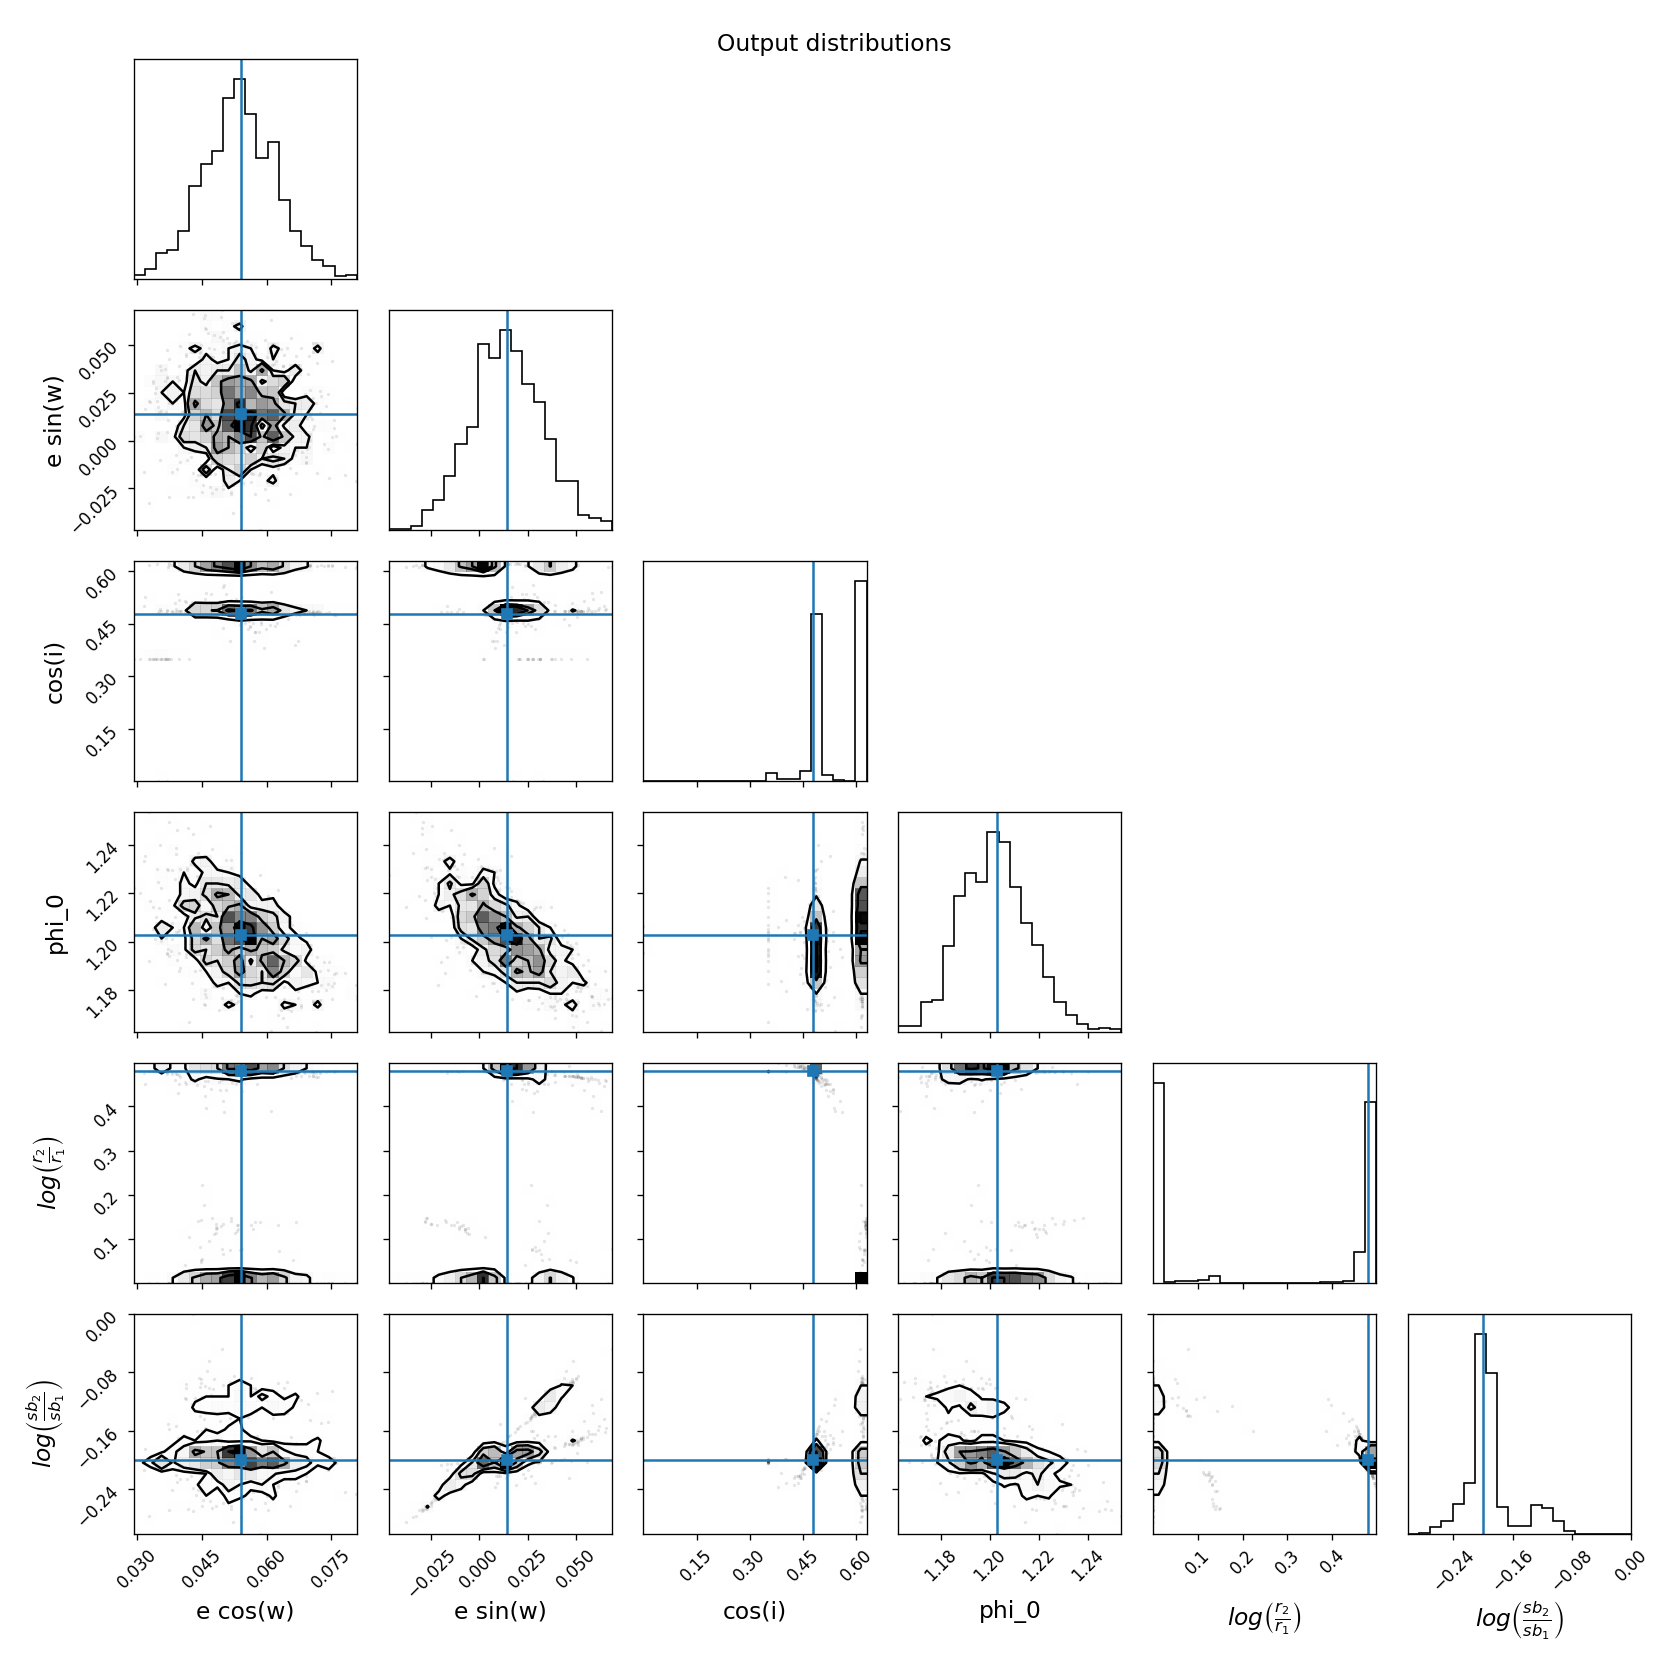 Output distributions
e sin(w)
0.050
0.025
0.000
−0.025
cos(i)
0.60
0.45
0.30
0.15
phi_0
1.24
1.22
1.20
1.18
log(r₂/r₁)
0.4
0.3
0.2
0.1
log(sb₂/sb₁)
0.00
−0.08
−0.16
−0.24
0.030 0.045 0.060 0.075 −0.025 0.000 0.025 0.050 0.15 0.30 0.45 0.60 1.18 1.20 1.22 1.24 0.1 0.2 0.3 0.4 −0.24 −0.16 −0.08 0.00
e cos(w) e sin(w) cos(i) phi_0 log(r₂/r₁) log(sb₂/sb₁)